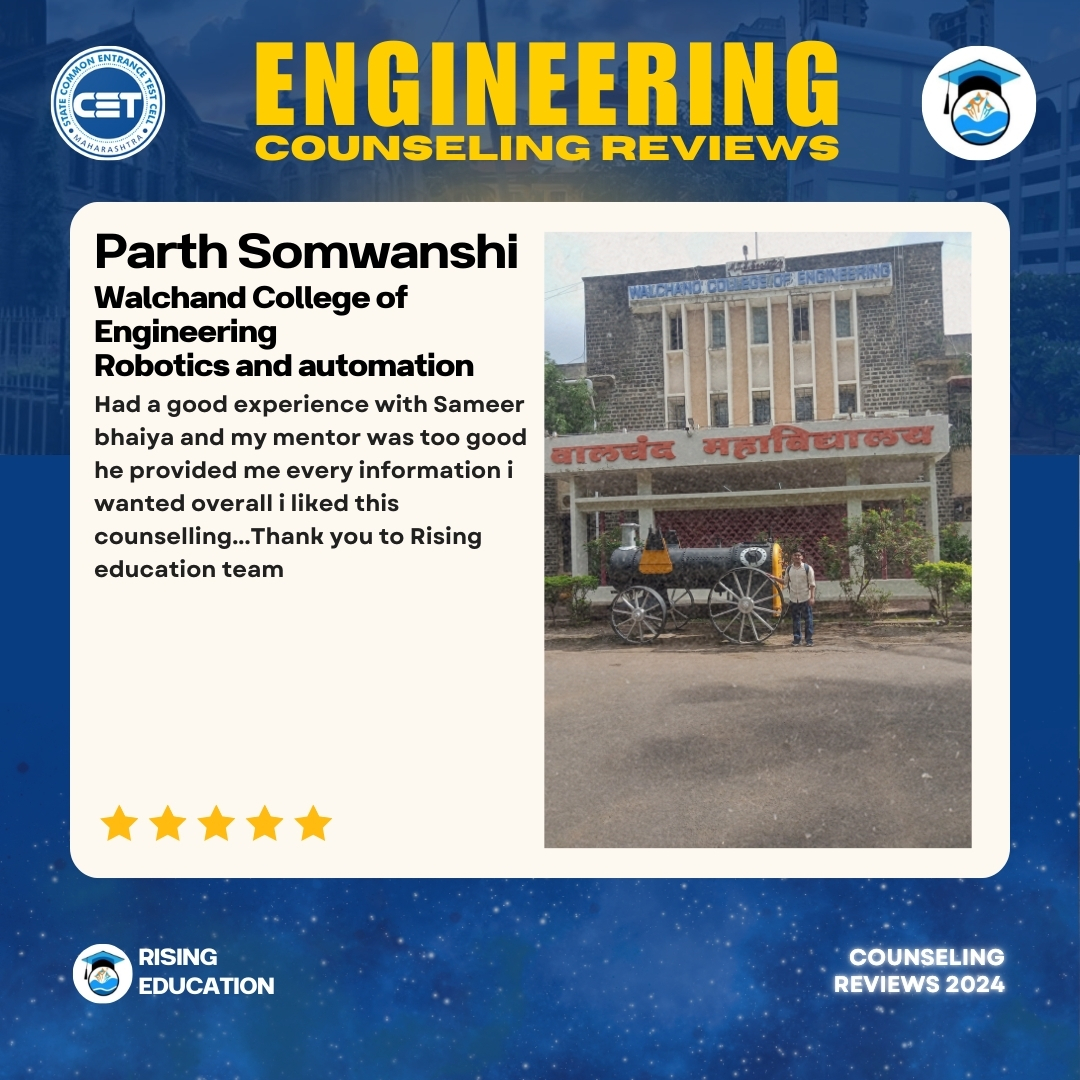 STATE COMMON ENTRANCE TEST CELL
CET
MAHARASHTRA
ENGINEERING
COUNSELING REVIEWS
Parth Somwanshi
Walchand College of
Engineering
Robotics and automation
Had a good experience with Sameer
bhaiya and my mentor was too good
he provided me every information i
wanted overall i liked this
counselling...Thank you to Rising
education team
WALCHAND COLLEGE OF ENGINEERING
वालचंद महाविद्यालय
RISING
EDUCATION
COUNSELING
REVIEWS 2024